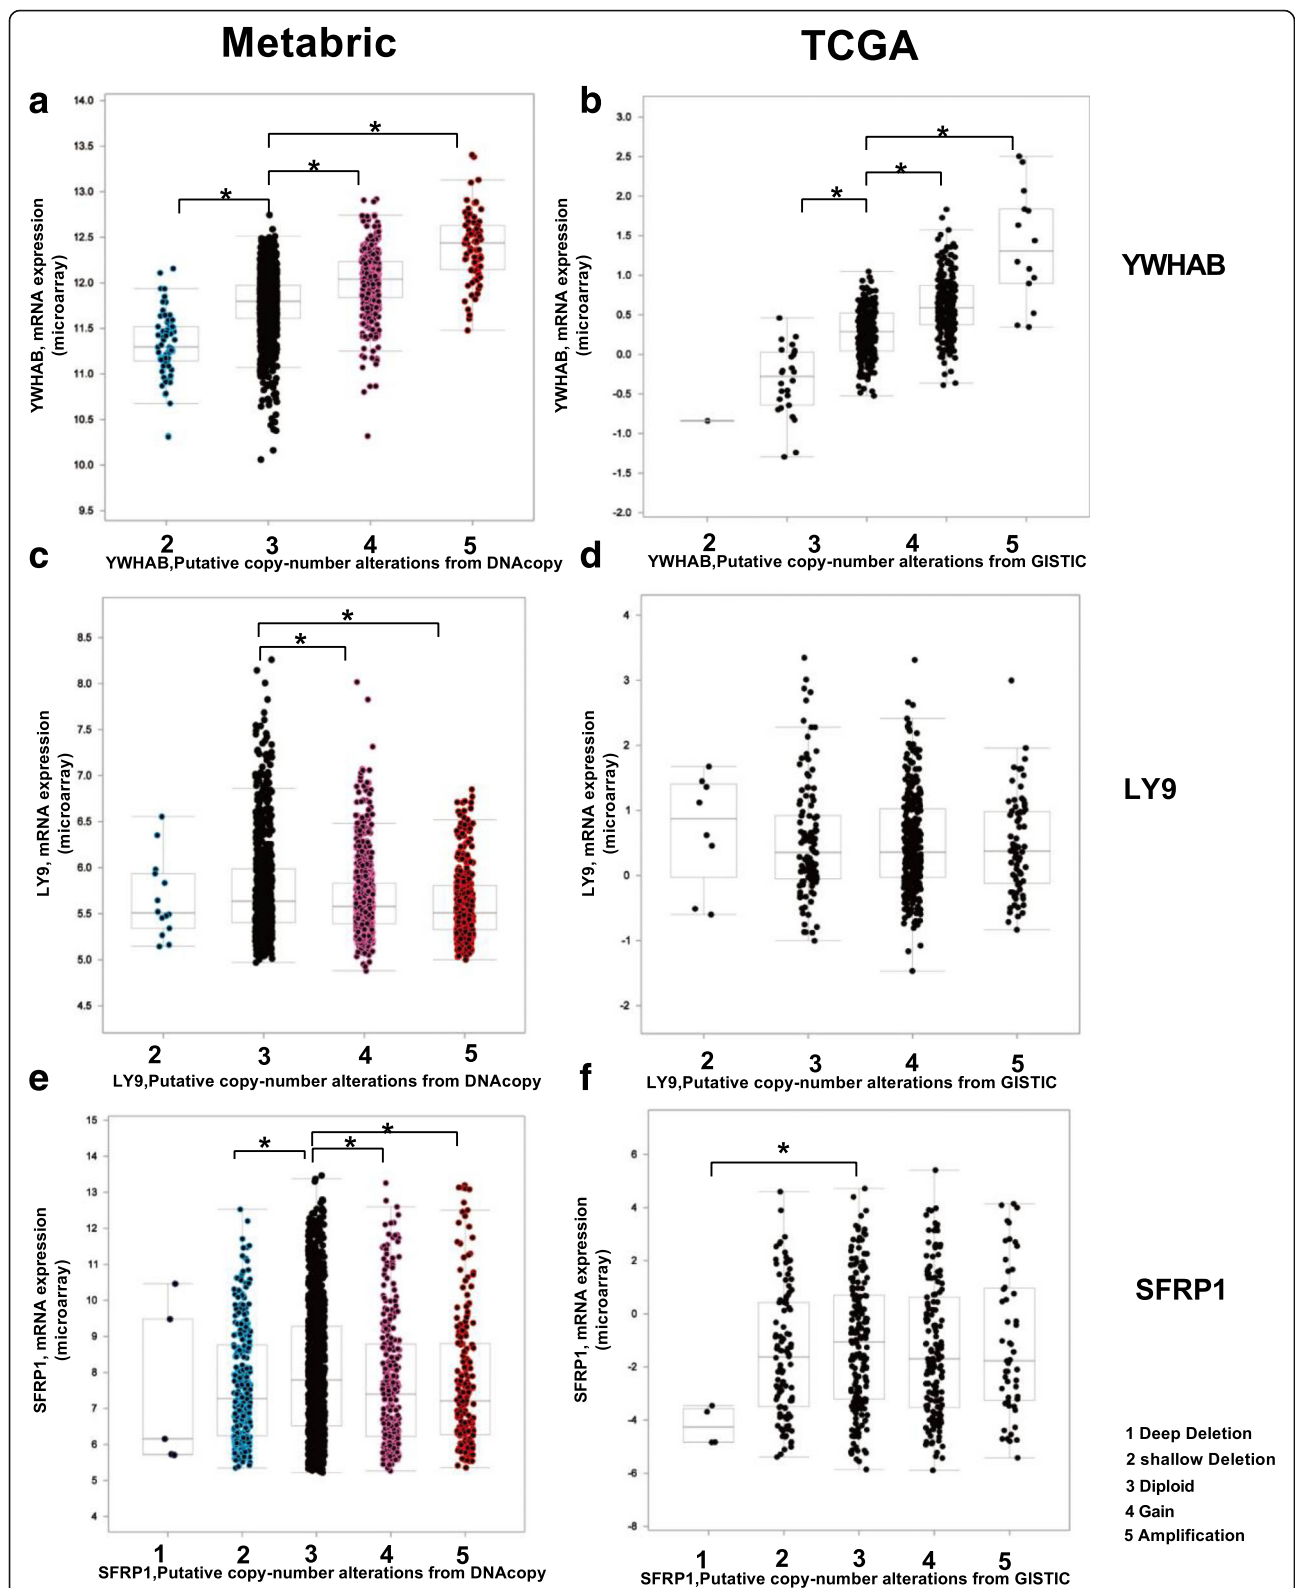 Metabric
TCGA
a
14.0
13.5
13.0
12.5
12.0
11.5
11.0
10.5
10.0
9.5
YWHAB, mRNA expression
(microarray)
*
*
*
2 3 4 5
YWHAB,Putative copy-number alterations from DNAcopy
b
3.0
2.5
2.0
1.5
1.0
0.5
0.0
-0.5
-1.0
-1.5
-2.0
YWHAB, mRNA expression
(microarray)
*
*
*
2 3 4 5
YWHAB,Putative copy-number alterations from GISTIC
YWHAB
c
8.5
8.0
7.5
7.0
6.5
6.0
5.5
5.0
4.5
LY9, mRNA expression
(microarray)
*
*
2 3 4 5
LY9,Putative copy-number alterations from DNAcopy
d
4
3
2
1
0
-1
-2
LY9, mRNA expression
(microarray)
2 3 4 5
LY9,Putative copy-number alterations from GISTIC
LY9
e
15
14
13
12
11
10
9
8
7
6
5
4
SFRP1, mRNA expression
(microarray)
*
*
*
1 2 3 4 5
SFRP1,Putative copy-number alterations from DNAcopy
f
6
4
2
0
-2
-4
-6
-8
SFRP1, mRNA expression
(microarray)
*
1 2 3 4 5
SFRP1,Putative copy-number alterations from GISTIC
SFRP1
1 Deep Deletion
2 shallow Deletion
3 Diploid
4 Gain
5 Amplification